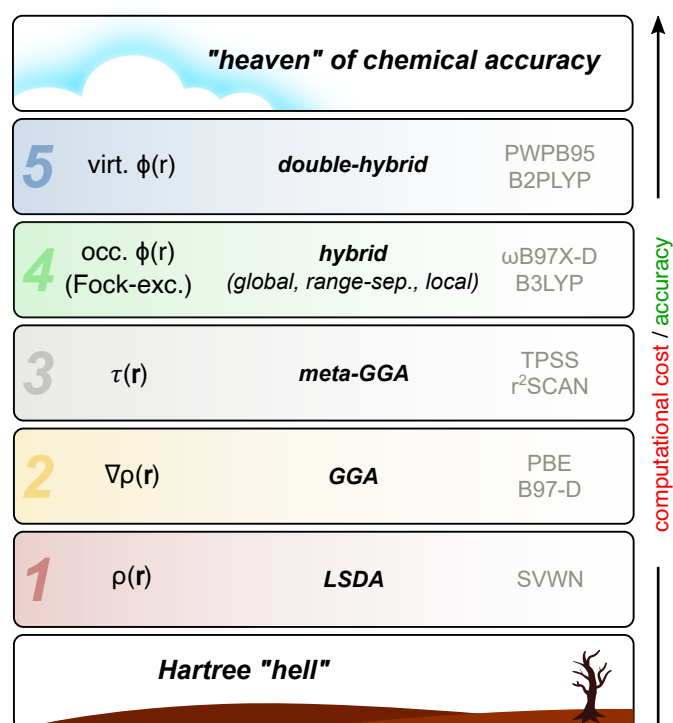 "heaven" of chemical accuracy
5 virt. ϕ(r) double-hybrid PWPB95
B2PLYP
4 occ. ϕ(r)
(Fock-exc.)
hybrid
(global, range-sep., local)
ωB97X-D
B3LYP
3 τ(r) meta-GGA TPSS
r²SCAN
2 ∇ρ(r) GGA PBE
B97-D
1 ρ(r) LSDA SVWN
Hartree "hell"
computational cost / accuracy